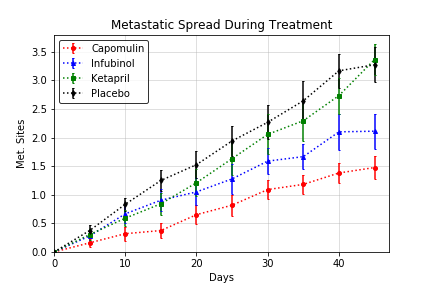 Metastatic Spread During Treatment
Capomulin
Infubinol
Ketapril
Placebo
Met. Sites
3.5
3.0
2.5
2.0
1.5
1.0
0.5
0.0
0 10 20 30 40
Days